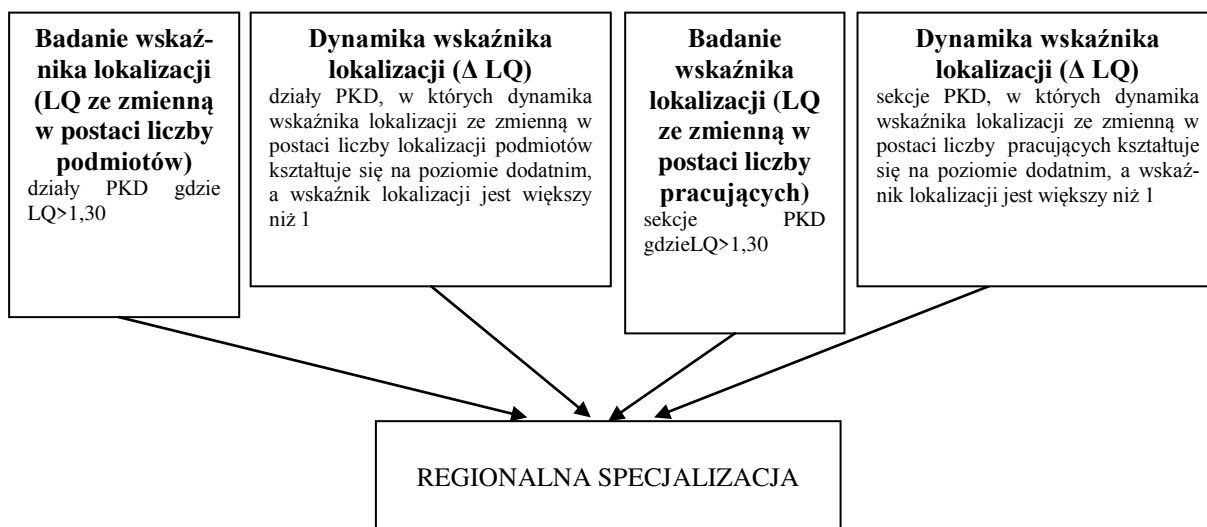 Badanie wskaź-
nika lokalizacji
(LQ ze zmienną
w postaci liczby
podmiotów)
działy PKD gdzie
LQ>1,30
Dynamika wskaźnika
lokalizacji (Δ LQ)
działy PKD, w których dynamika
wskaźnika lokalizacji ze zmienną w
postaci liczby lokalizacji podmiotów
kształtuje się na poziomie dodatnim,
a wskaźnik lokalizacji jest większy
niż 1
Badanie
wskaźnika
lokalizacji (LQ
ze zmienną w
postaci liczby
pracujących)
sekcje PKD
gdzieLQ>1,30
Dynamika wskaźnika
lokalizacji (Δ LQ)
sekcje PKD, w których dynamika
wskaźnika lokalizacji ze zmienną w
postaci liczby pracujących kształtuje
się na poziomie dodatnim, a wskaź-
nik lokalizacji jest większy niż 1
REGIONALNA SPECJALIZACJA